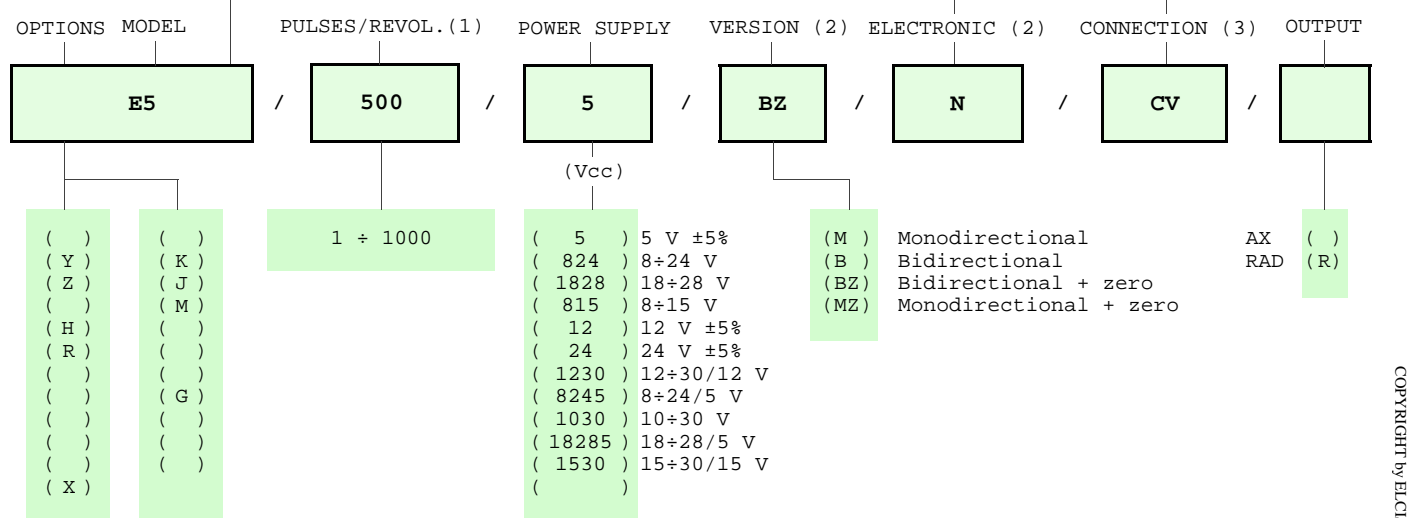 OPTIONS MODEL PULSES/REVOL.(1) POWER SUPPLY VERSION (2) ELECTRONIC (2) CONNECTION (3) OUTPUT
E5 / 500 / 5 / BZ / N / CV /
(Vcc)
( ) ( ) 1 ÷ 1000 ( 5 ) 5 V ±5% (M ) Monodirectional AX ( )
( Y ) ( K ) ( 824 ) 8÷24 V (B ) Bidirectional RAD (R)
( Z ) ( J ) ( 1828 ) 18÷28 V (BZ) Bidirectional + zero
( ) ( M ) ( 815 ) 8÷15 V (MZ) Monodirectional + zero
( H ) ( ) ( 12 ) 12 V ±5%
( R ) ( ) ( 24 ) 24 V ±5%
( ) ( ) ( 1230 ) 12÷30/12 V
( ) ( G ) ( 8245 ) 8÷24/5 V
( ) ( ) ( 1030 ) 10÷30 V
( ) ( ) ( 18285 ) 18÷28/5 V
( ) ( ) ( 1530 ) 15÷30/15 V
( X ) ( )
COPYRIGHT by ELCI